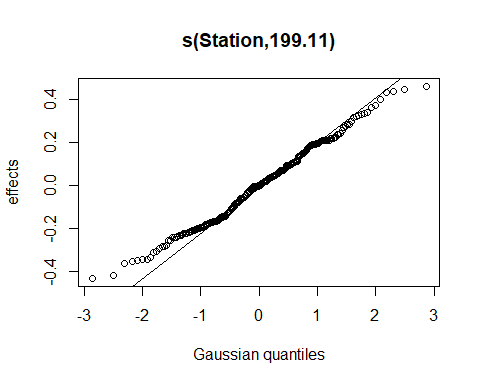 s(Station,199.11)
effects
0.4
0.2
0.0
-0.2
-0.4
-3 -2 -1 0 1 2 3
Gaussian quantiles